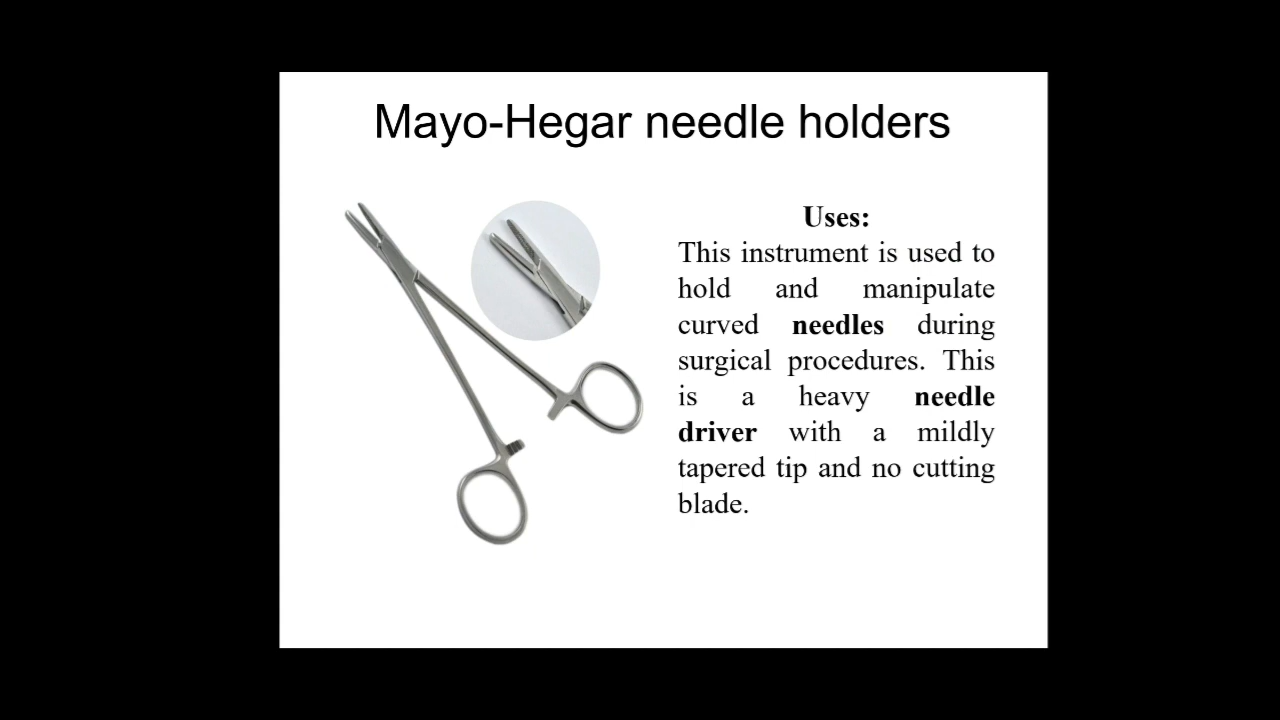 Mayo-Hegar needle holders
Uses:
This instrument is used to
hold and manipulate
curved needles during
surgical procedures. This
is a heavy needle
driver with a mildly
tapered tip and no cutting
blade.